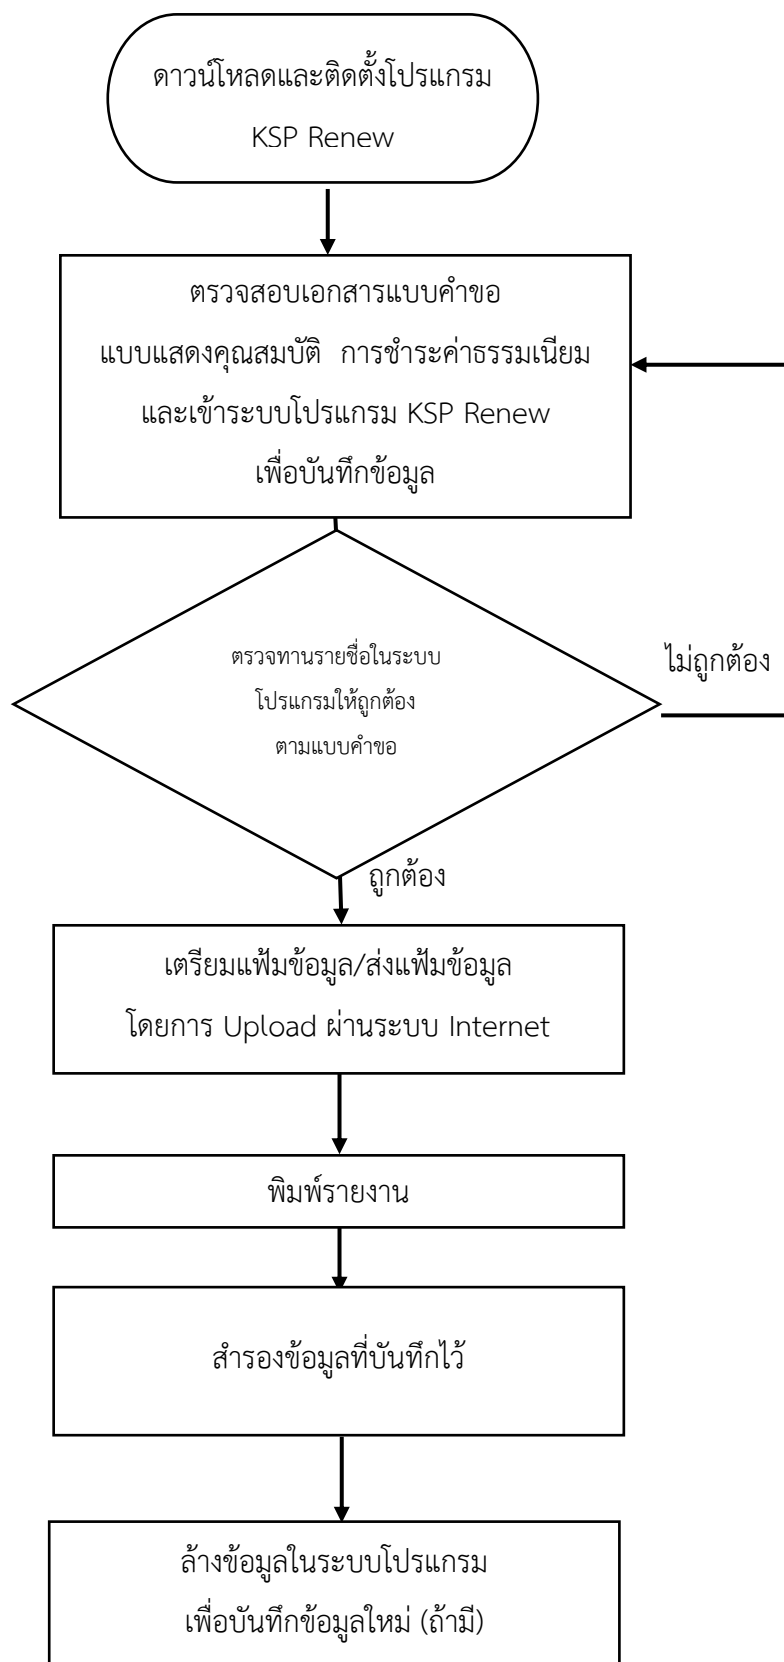 ดาวน์โหลดและติดตั้งโปรแกรม
KSP Renew
ตรวจสอบเอกสารแบบคำขอ
แบบแสดงคุณสมบัติ การชำระค่าธรรมเนียม
และเข้าระบบโปรแกรม KSP Renew
เพื่อบันทึกข้อมูล
ตรวจทานรายชื่อในระบบ
โปรแกรมให้ถูกต้อง
ตามแบบคำขอ
ไม่ถูกต้อง
ถูกต้อง
เตรียมแฟ้มข้อมูล/ส่งแฟ้มข้อมูล
โดยการ Upload ผ่านระบบ Internet
พิมพ์รายงาน
สำรองข้อมูลที่บันทึกไว้
ล้างข้อมูลในระบบโปรแกรม
เพื่อบันทึกข้อมูลใหม่ (ถ้ามี)